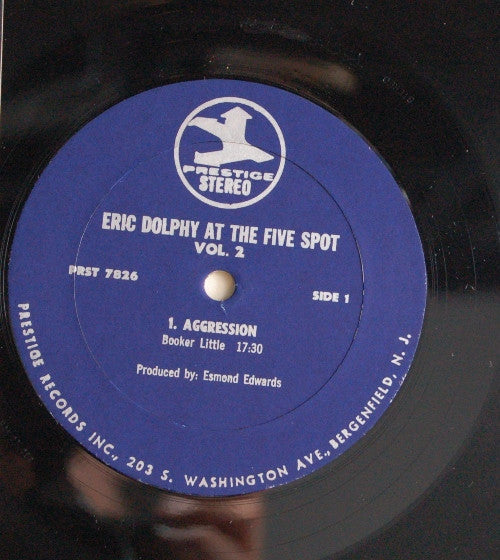 PRESTIGE
STEREO
ERIC DOLPHY AT THE FIVE SPOT
VOL. 2
PRST 7826
SIDE 1
1. AGGRESSION
Booker Little 17:30
Produced by: Esmond Edwards
PRESTIGE RECORDS INC., 203 S. WASHINGTON AVE., BERGENFIELD, N. J.